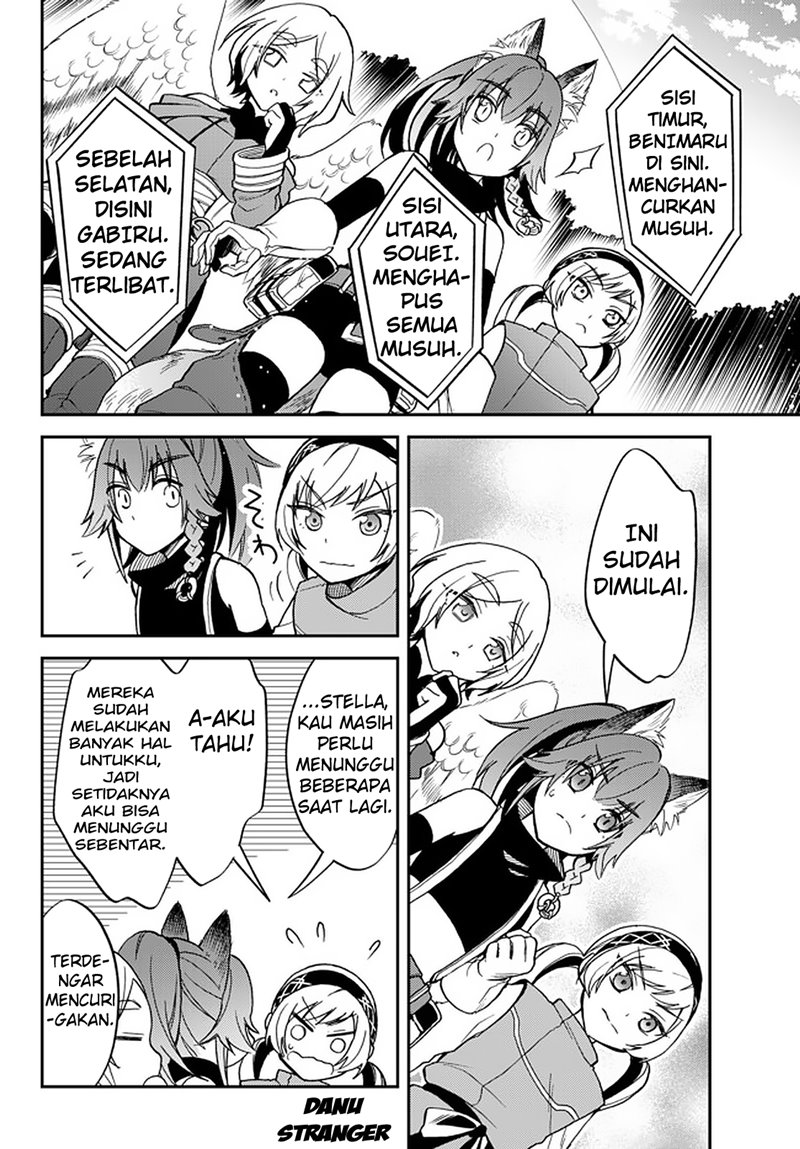 SISI
TIMUR,
BENIMARU
DI SINI.
MENGHAN-
CURKAN
MUSUH.
SISI
UTARA,
SOUEI.
MENGHA-
PUS
SEMUA
MUSUH.
SEBELAH
SELATAN,
DISINI
GABIRU.
SEDANG
TERLIBAT.
INI
SUDAH
DIMULAI.
そわ
...STELLA,
KAU MASIH
PERLU
MENUNGGU
BEBERAPA
SAAT LAGI.
A-AKU
TAHU!
MEREKA
SUDAH
MELAKUKAN
BANYAK HAL
UNTUKKU,
JADI
SETIDAKNYA
AKU BISA
MENUNGGU
SEBENTAR.
TERDE-
NGAR
MENCURI
-GAKAN.
DANU
STRANGER